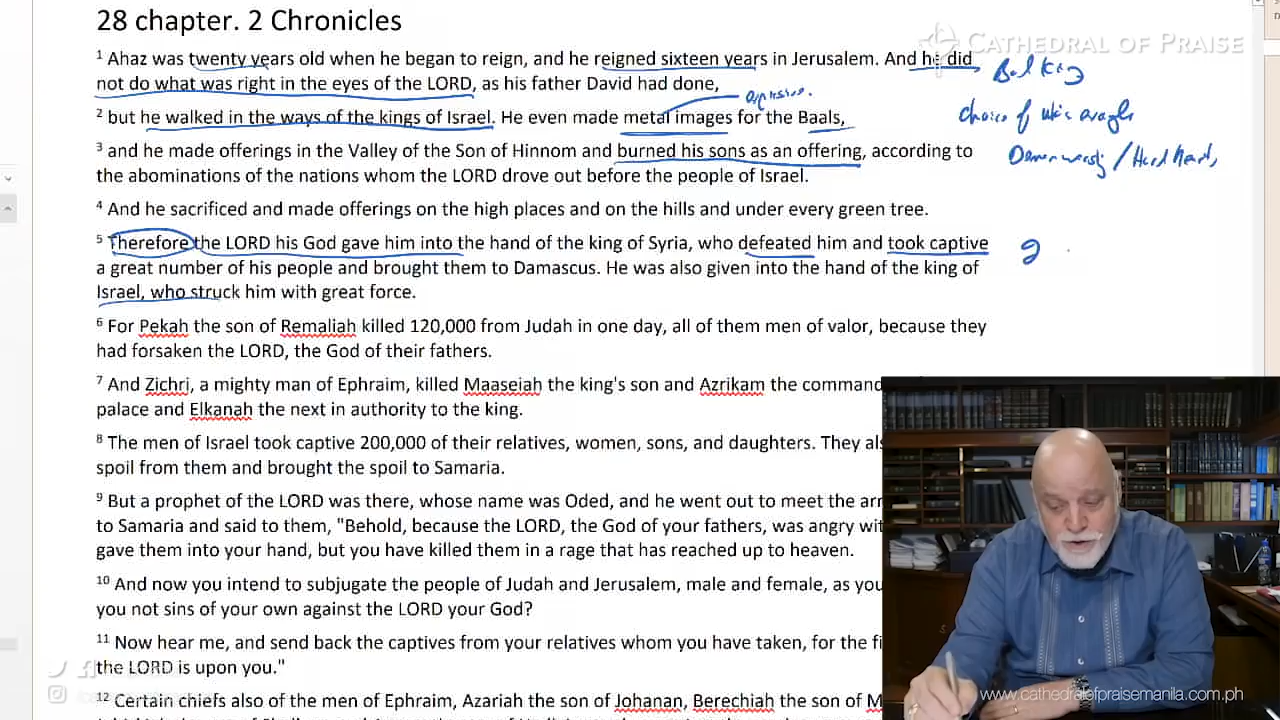 28 chapter. 2 Chronicles
CATHEDRAL OF PRAISE
1 Ahaz was twenty years old when he began to reign, and he reigned sixteen years in Jerusalem. And he did
Bad King
not do what was right in the eyes of the LORD, as his father David had done,
expensive.
2 but he walked in the ways of the kings of Israel. He even made metal images for the Baals,
choice of
3 and he made offerings in the Valley of the Son of Hinnom and burned his sons as an offering, according to
/ Hard
the abominations of the nations whom the LORD drove out before the people of Israel.
4 And he sacrificed and made offerings on the high places and on the hills and under every green tree.
5 Therefore the LORD his God gave him into the hand of the king of Syria, who defeated him and took captive
a great number of his people and brought them to Damascus. He was also given into the hand of the king of
Israel, who struck him with great force.
6 For Pekah the son of Remaliah killed 120,000 from Judah in one day, all of them men of valor, because they
had forsaken the LORD, the God of their fathers.
7 And Zichri, a mighty man of Ephraim, killed Maaseiah the king's son and Azrikam the command
palace and Elkanah the next in authority to the king.
8 The men of Israel took captive 200,000 of their relatives, women, sons, and daughters. They als
spoil from them and brought the spoil to Samaria.
9 But a prophet of the LORD was there, whose name was Oded, and he went out to meet the arr
to Samaria and said to them, "Behold, because the LORD, the God of your fathers, was angry wit
gave them into your hand, but you have killed them in a rage that has reached up to heaven.
10 And now you intend to subjugate the people of Judah and Jerusalem, male and female, as you
you not sins of your own against the LORD your God?
11 Now hear me, and send back the captives from your relatives whom you have taken, for the fi
the LORD is upon you."
12 Certain chiefs also of the men of Ephraim, Azariah the son of Johanan, Berechiah the son of M
www.cathedralofpraisemanila.com.ph